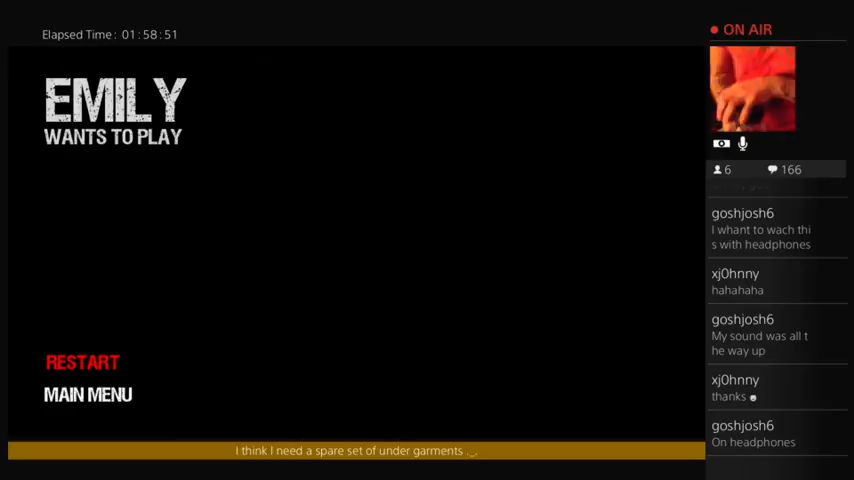 Elapsed Time: 01:58:51
ON AIR
EMILY
WANTS TO PLAY
6
166
goshjosh6
I whant to wach thi
s with headphones
xj0hnny
hahahaha
goshjosh6
My sound was all t
he way up
xj0hnny
thanks
goshjosh6
On headphones
RESTART
MAIN MENU
I think I need a spare set of under garments